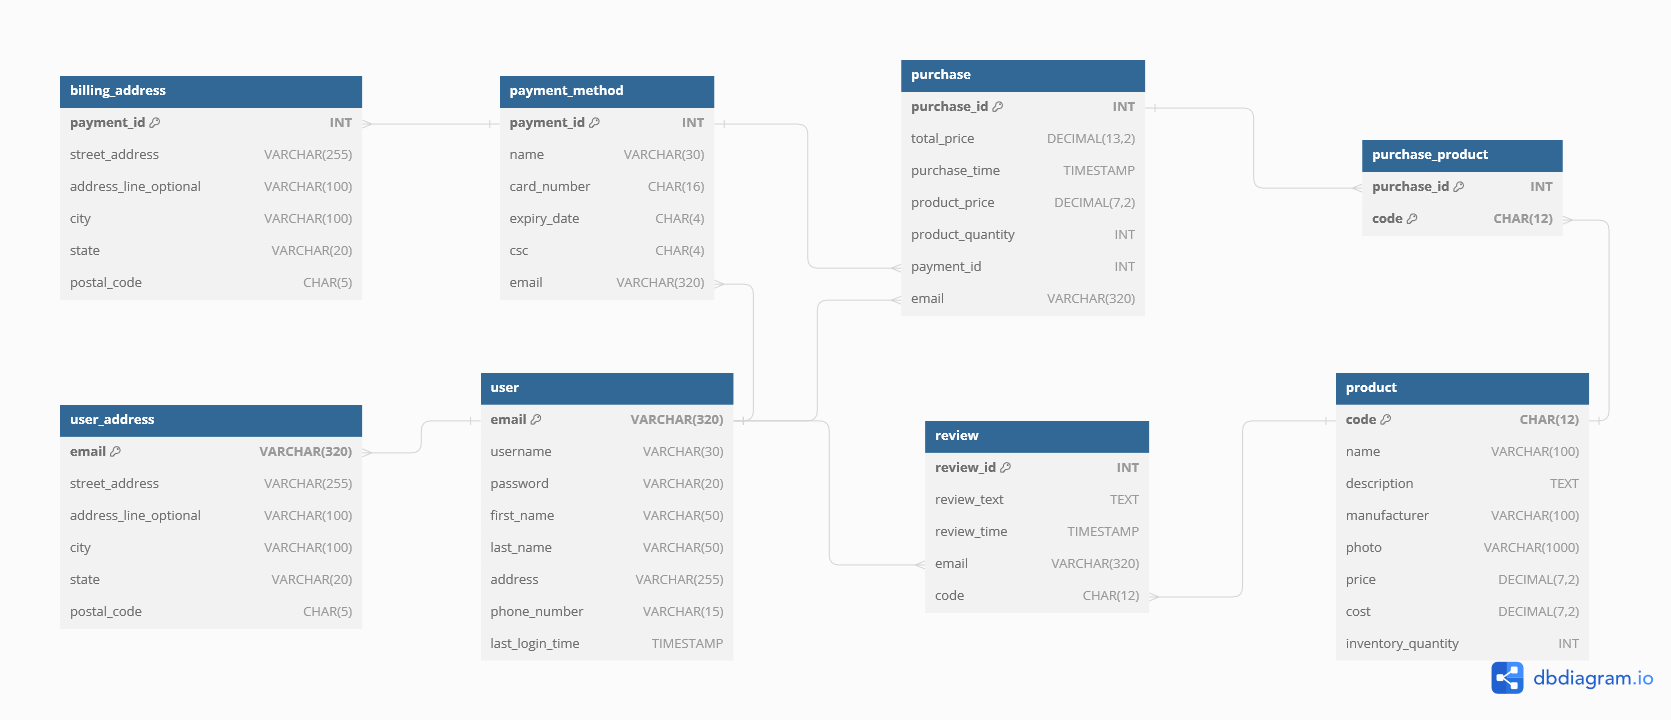 billing_address
payment_id INT
street_address VARCHAR(255)
address_line_optional VARCHAR(100)
city VARCHAR(100)
state VARCHAR(20)
postal_code CHAR(5)
payment_method
payment_id INT
name VARCHAR(30)
card_number CHAR(16)
expiry_date CHAR(4)
csc CHAR(4)
email VARCHAR(320)
purchase
purchase_id INT
total_price DECIMAL(13,2)
purchase_time TIMESTAMP
product_price DECIMAL(7,2)
product_quantity INT
payment_id INT
email VARCHAR(320)
purchase_product
purchase_id INT
code CHAR(12)
user_address
email VARCHAR(320)
street_address VARCHAR(255)
address_line_optional VARCHAR(100)
city VARCHAR(100)
state VARCHAR(20)
postal_code CHAR(5)
user
email VARCHAR(320)
username VARCHAR(30)
password VARCHAR(20)
first_name VARCHAR(50)
last_name VARCHAR(50)
address VARCHAR(255)
phone_number VARCHAR(15)
last_login_time TIMESTAMP
review
review_id INT
review_text TEXT
review_time TIMESTAMP
email VARCHAR(320)
code CHAR(12)
product
code CHAR(12)
name VARCHAR(100)
description TEXT
manufacturer VARCHAR(100)
photo VARCHAR(1000)
price DECIMAL(7,2)
cost DECIMAL(7,2)
inventory_quantity INT
dbdiagram.io